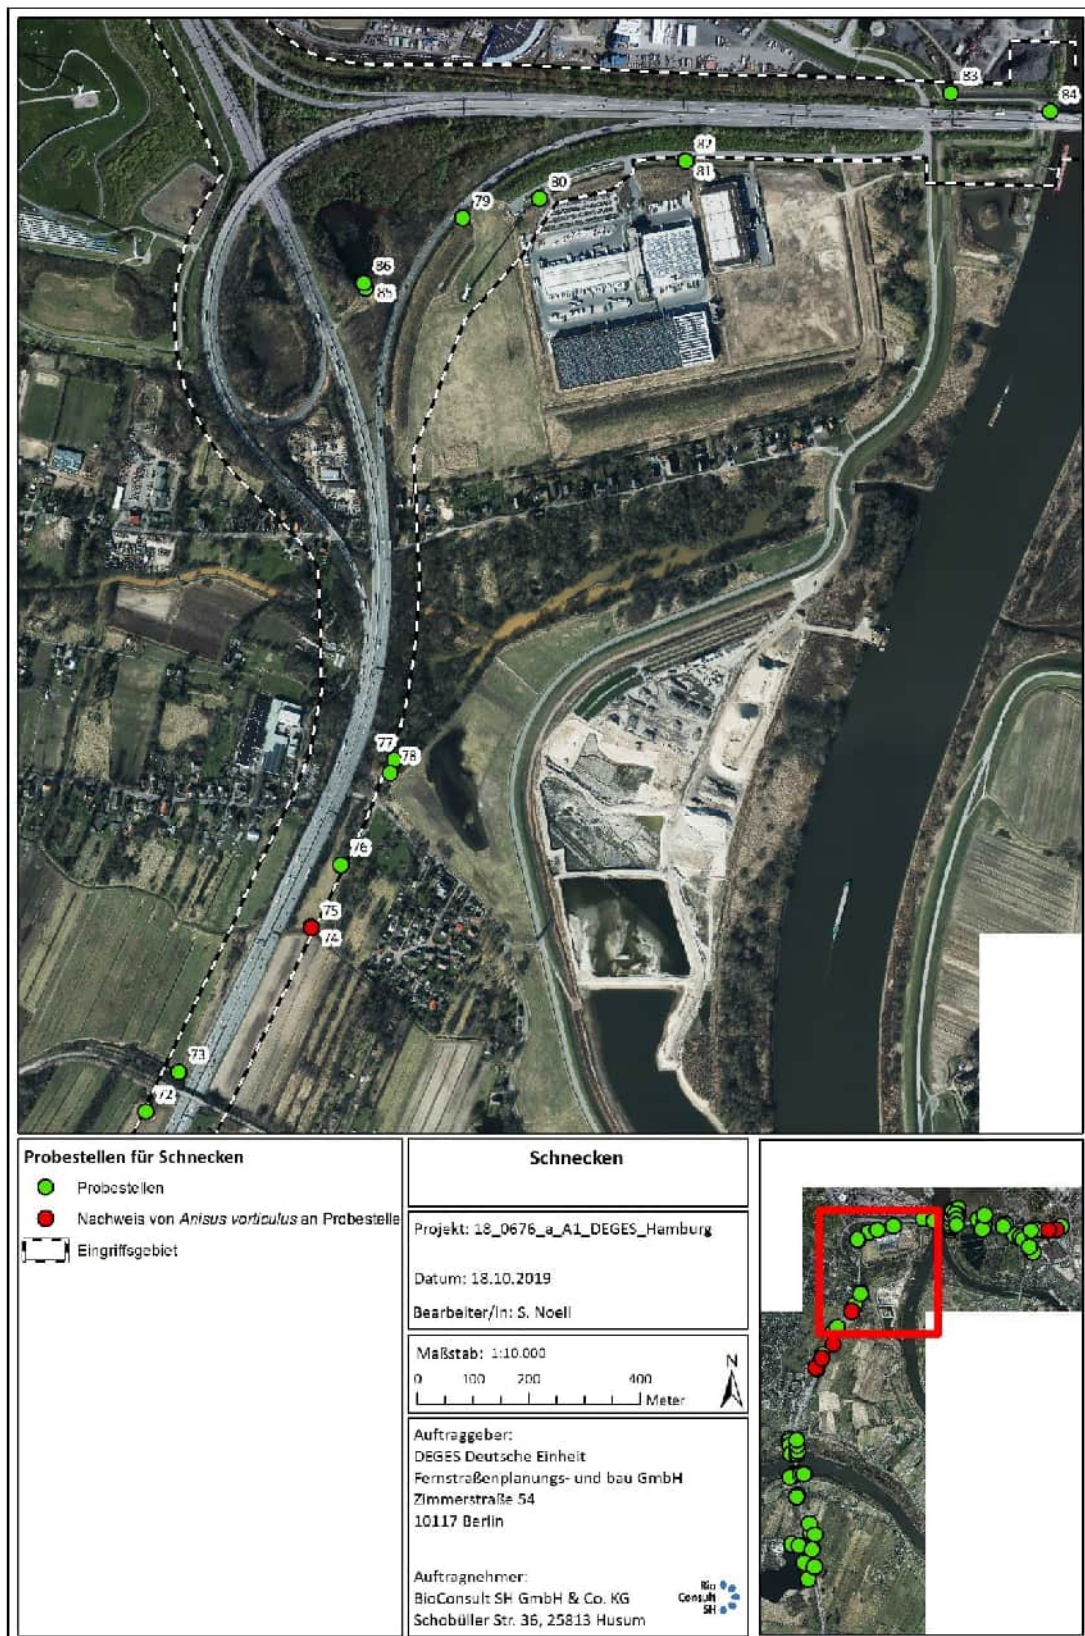 83
84
82
81
80
79
86
85
77
78
76
75
74
73
72
Probestellen für Schnecken
Probestellen
Nachweis von Anisus vorticulus an Probestelle
Eingriffsgebiet
Schnecken
Projekt: 18_0676_a_A1_DEGES_Hamburg
Datum: 18.10.2019
Bearbeiter/in: S. Noell
Maßstab: 1:10.000
0 100 200 400
Meter
N
Auftraggeber:
DEGES Deutsche Einheit
Fernstraßenplanungs- und bau GmbH
Zimmerstraße 54
10117 Berlin
Auftragnehmer:
BioConsult SH GmbH & Co. KG
Schobüller Str. 36, 25813 Husum
Bio
Consult
SH